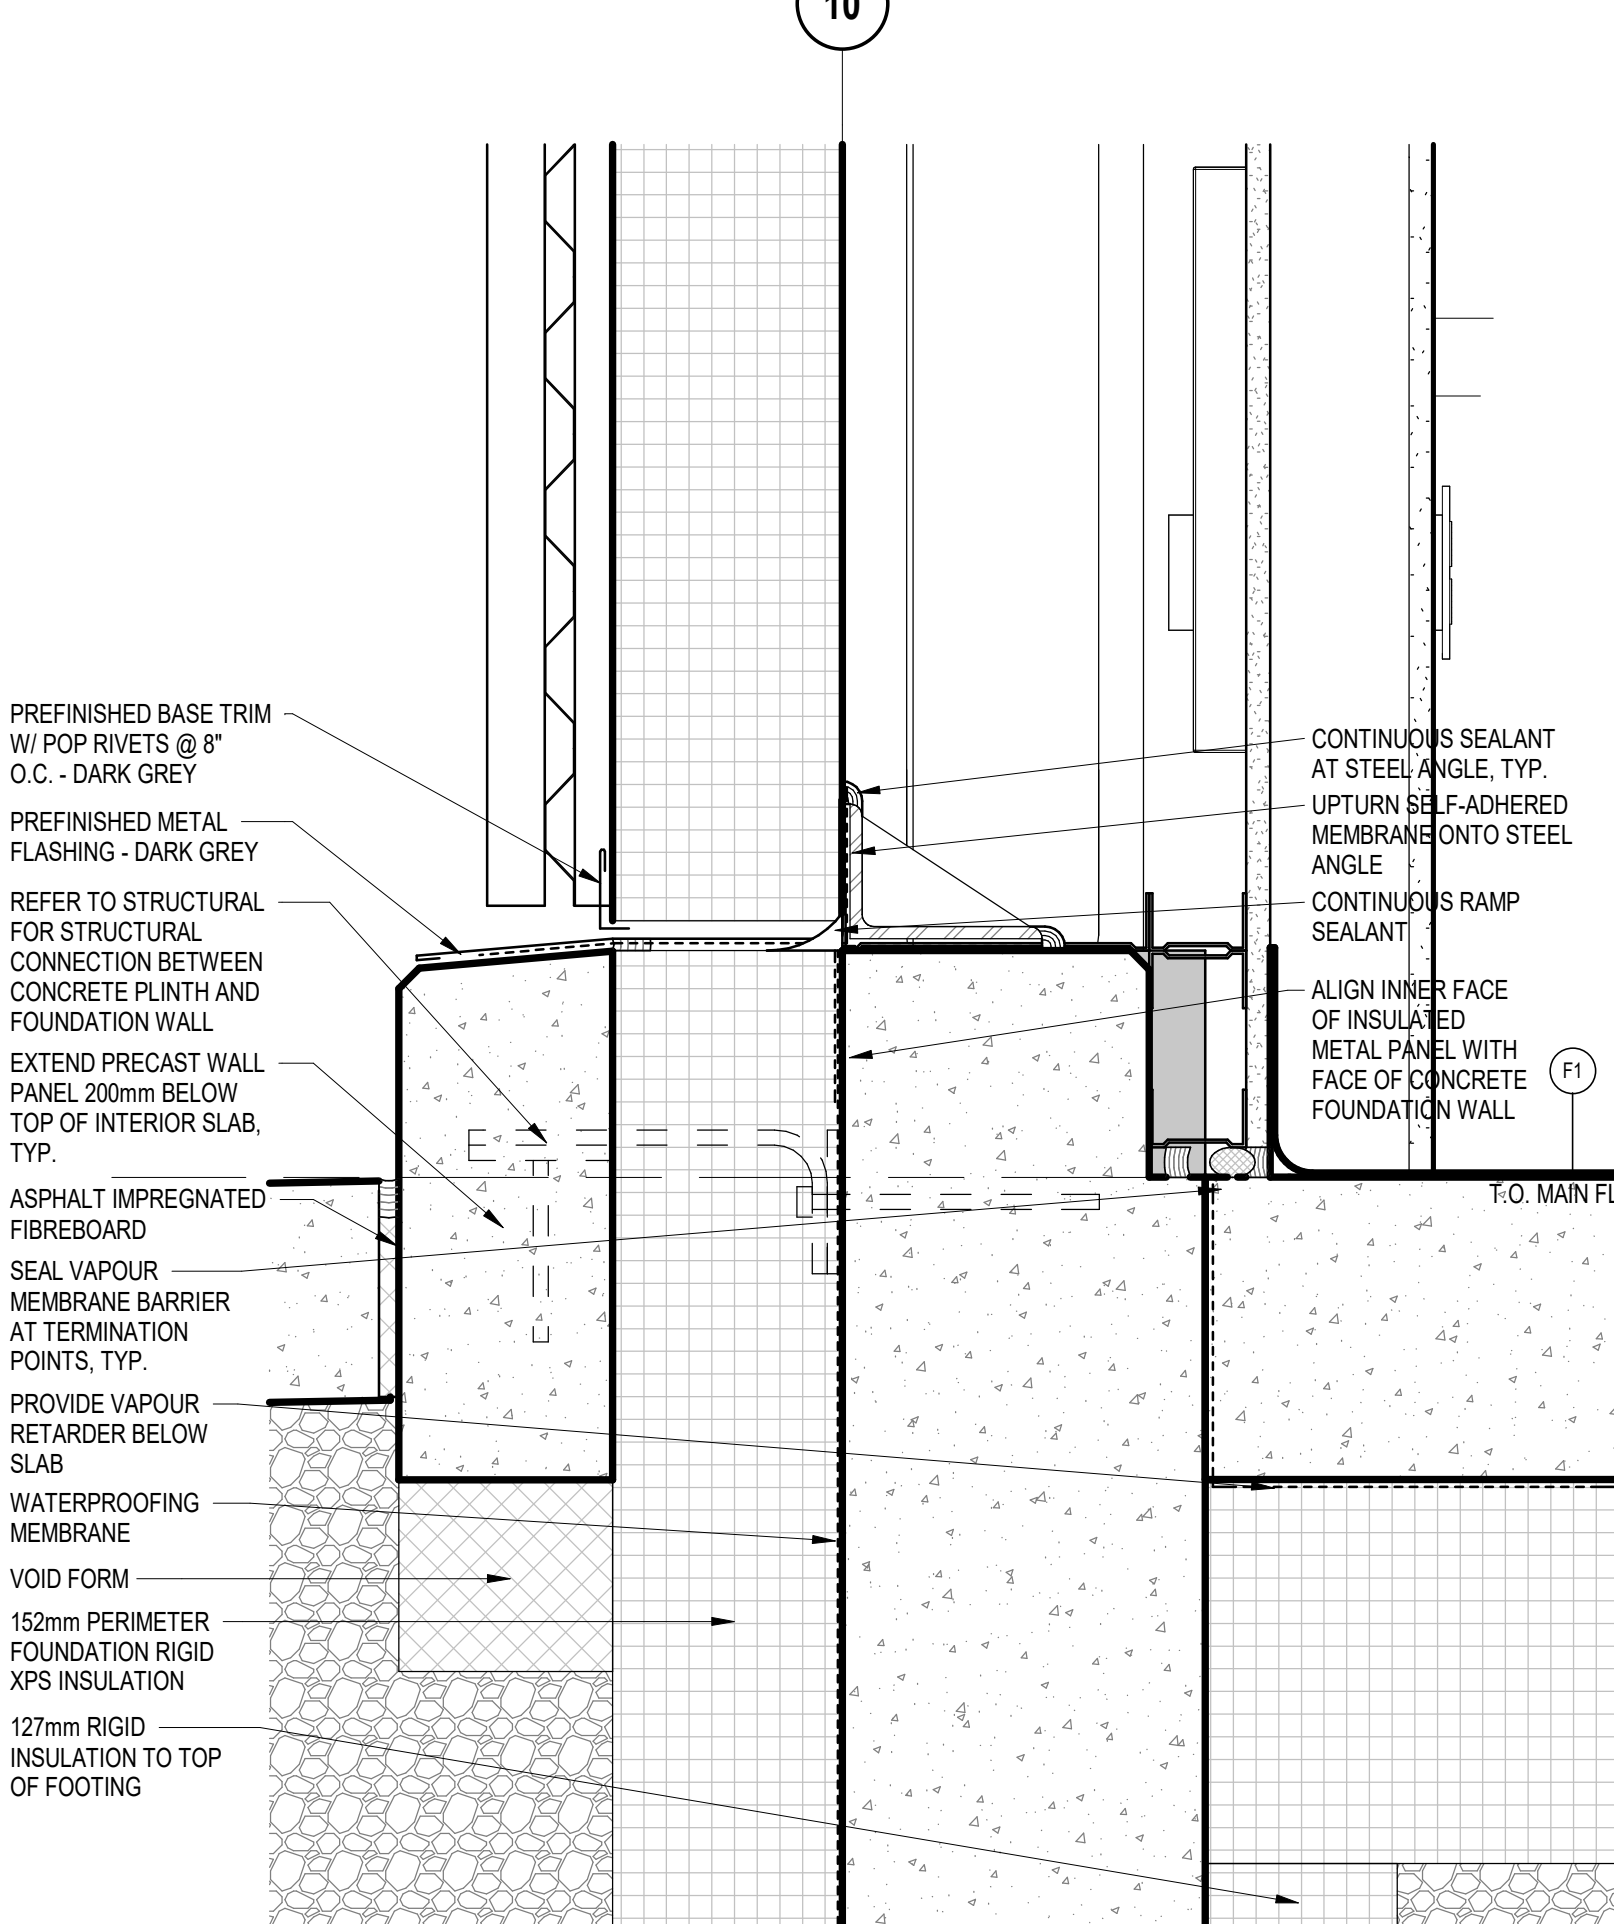 10
PREFINISHED BASE TRIM
W/ POP RIVETS @ 8"
O.C. - DARK GREY
PREFINISHED METAL
FLASHING - DARK GREY
REFER TO STRUCTURAL
FOR STRUCTURAL
CONNECTION BETWEEN
CONCRETE PLINTH AND
FOUNDATION WALL
EXTEND PRECAST WALL
PANEL 200mm BELOW
TOP OF INTERIOR SLAB,
TYP.
ASPHALT IMPREGNATED
FIBREBOARD
SEAL VAPOUR
MEMBRANE BARRIER
AT TERMINATION
POINTS, TYP.
PROVIDE VAPOUR
RETARDER BELOW
SLAB
WATERPROOFING
MEMBRANE
VOID FORM
152mm PERIMETER
FOUNDATION RIGID
XPS INSULATION
127mm RIGID
INSULATION TO TOP
OF FOOTING
CONTINUOUS SEALANT
AT STEEL ANGLE, TYP.
UPTURN SELF-ADHERED
MEMBRANE ONTO STEEL
ANGLE
CONTINUOUS RAMP
SEALANT
ALIGN INNER FACE
OF INSULATED
METAL PANEL WITH
FACE OF CONCRETE
FOUNDATION WALL
F1
T.O. MAIN FL